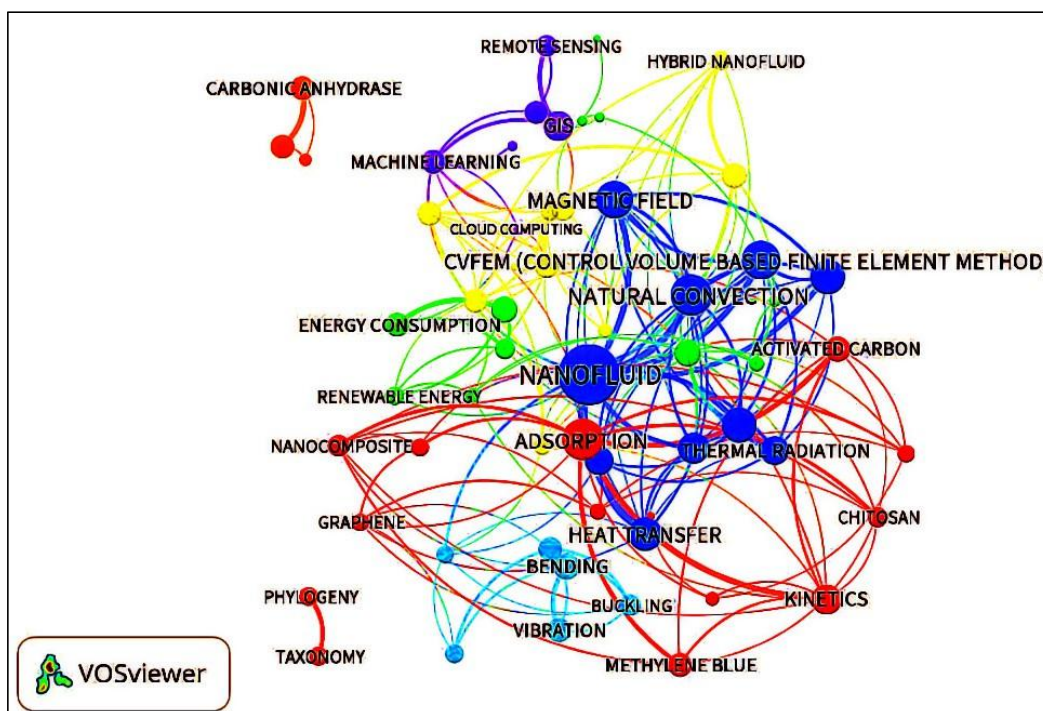 REMOTE SENSING
HYBRID NANOFLUID
CARBONIC ANHYDRASE
GIS
MACHINE LEARNING
MAGNETIC FIELD
CLOUD COMPUTING
CVFEM (CONTROL VOLUME BASED FINITE ELEMENT METHOD
NATURAL CONVECTION
ENERGY CONSUMPTION
ACTIVATED CARBON
NANOFLUID
RENEWABLE ENERGY
ADSORPTION
NANOCOMPOSITE
THERMAL RADIATION
GRAPHENE
CHITOSAN
HEAT TRANSFER
BENDING
PHYLOGENY
BUCKLING
KINETICS
VIBRATION
TAXONOMY
METHYLENE BLUE
VOSviewer